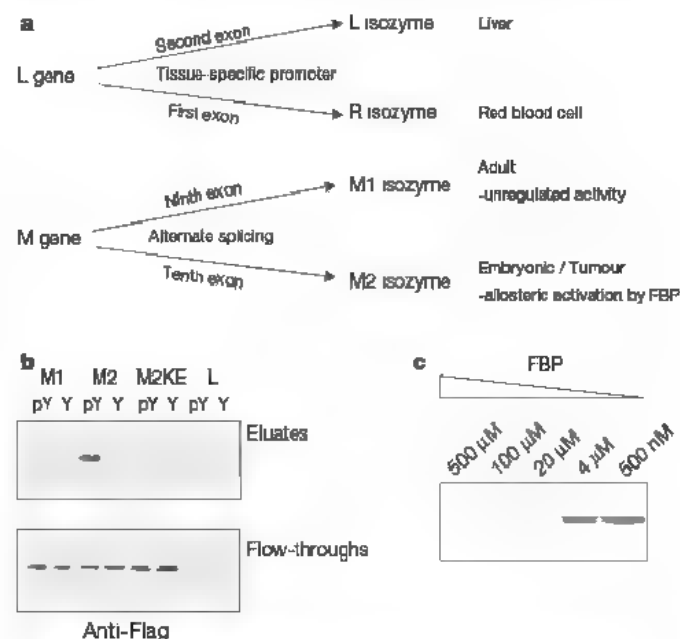 a
Second exon
L isozyme
Liver
L gene
Tissue-specific promoter
First exon
R isozyme
Red blood cell
Ninth exon
M1 isozyme
Adult
-unregulated activity
M gene
Alternate splicing
Tenth exon
M2 isozyme
Embryonic / Tumour
-allosteric activation by FBP
b
M1 M2 M2KE L
pY Y pY Y pY Y pY Y
Eluates
Flow-throughs
Anti-Flag
c
FBP
500 µM 100 µM 20 µM 4 µM 500 nM